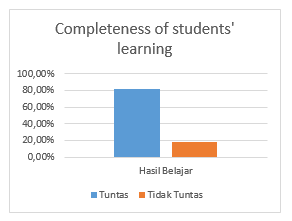 Completeness of students'
learning
100,00%
80,00%
60,00%
40,00%
20,00%
0,00%
Hasil Belajar
Tuntas Tidak Tuntas